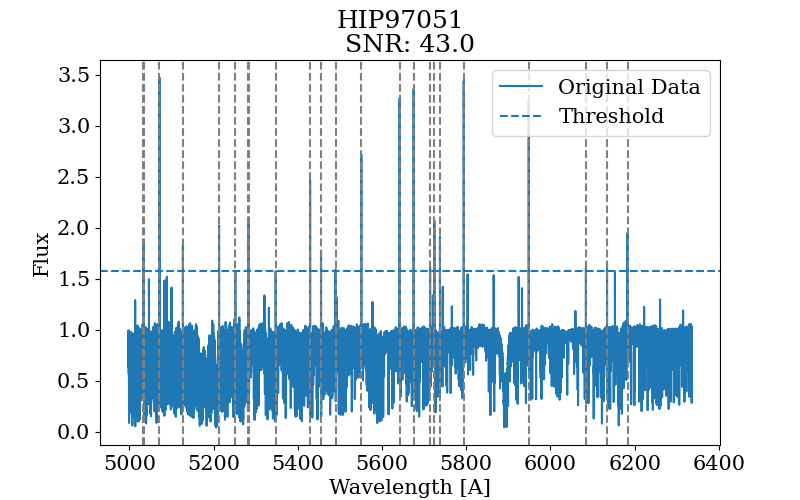 HIP97051
SNR: 43.0
Original Data
Threshold
Flux
3.5
3.0
2.5
2.0
1.5
1.0
0.5
0.0
5000 5200 5400 5600 5800 6000 6200 6400
Wavelength [A]